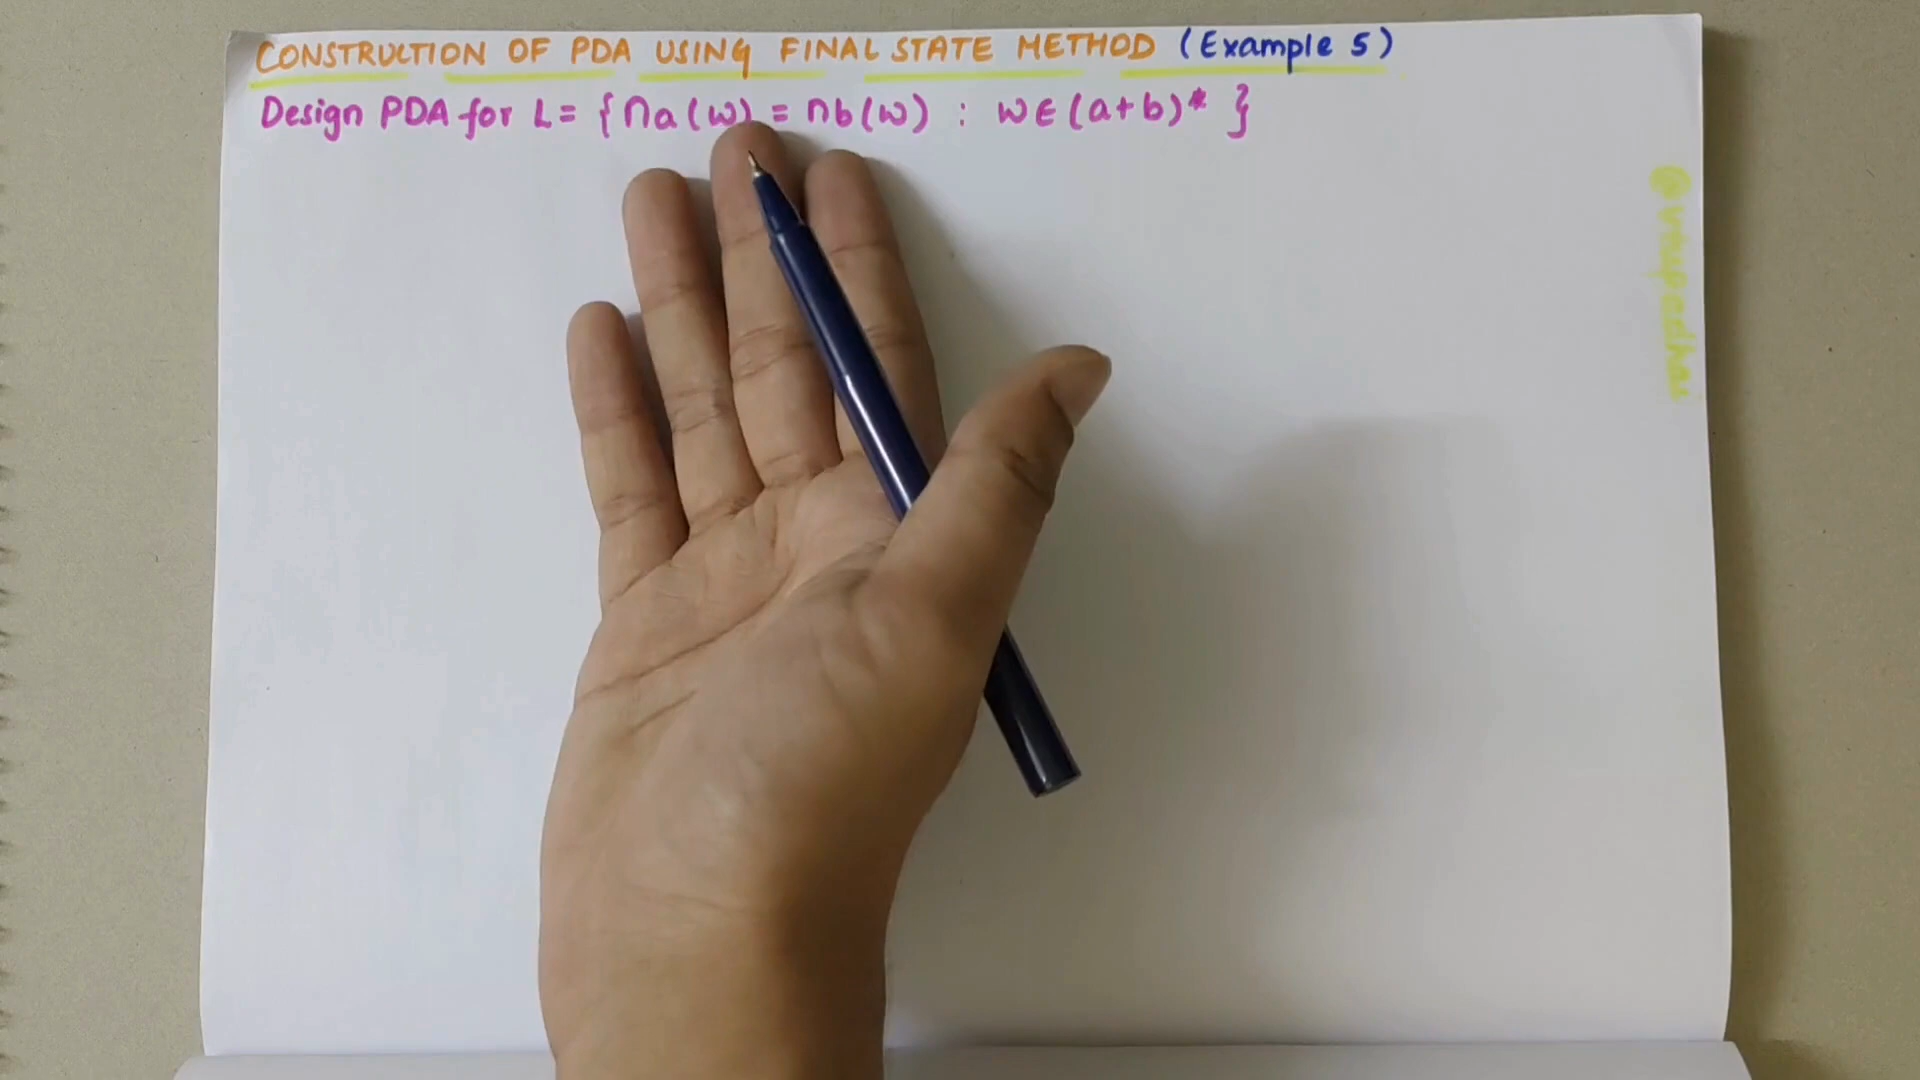 CONSTRUCTION OF PDA USING FINAL STATE METHOD (Example 5)
Design PDA for L = {na(w) = nb(w) : w∈(a+b)* }